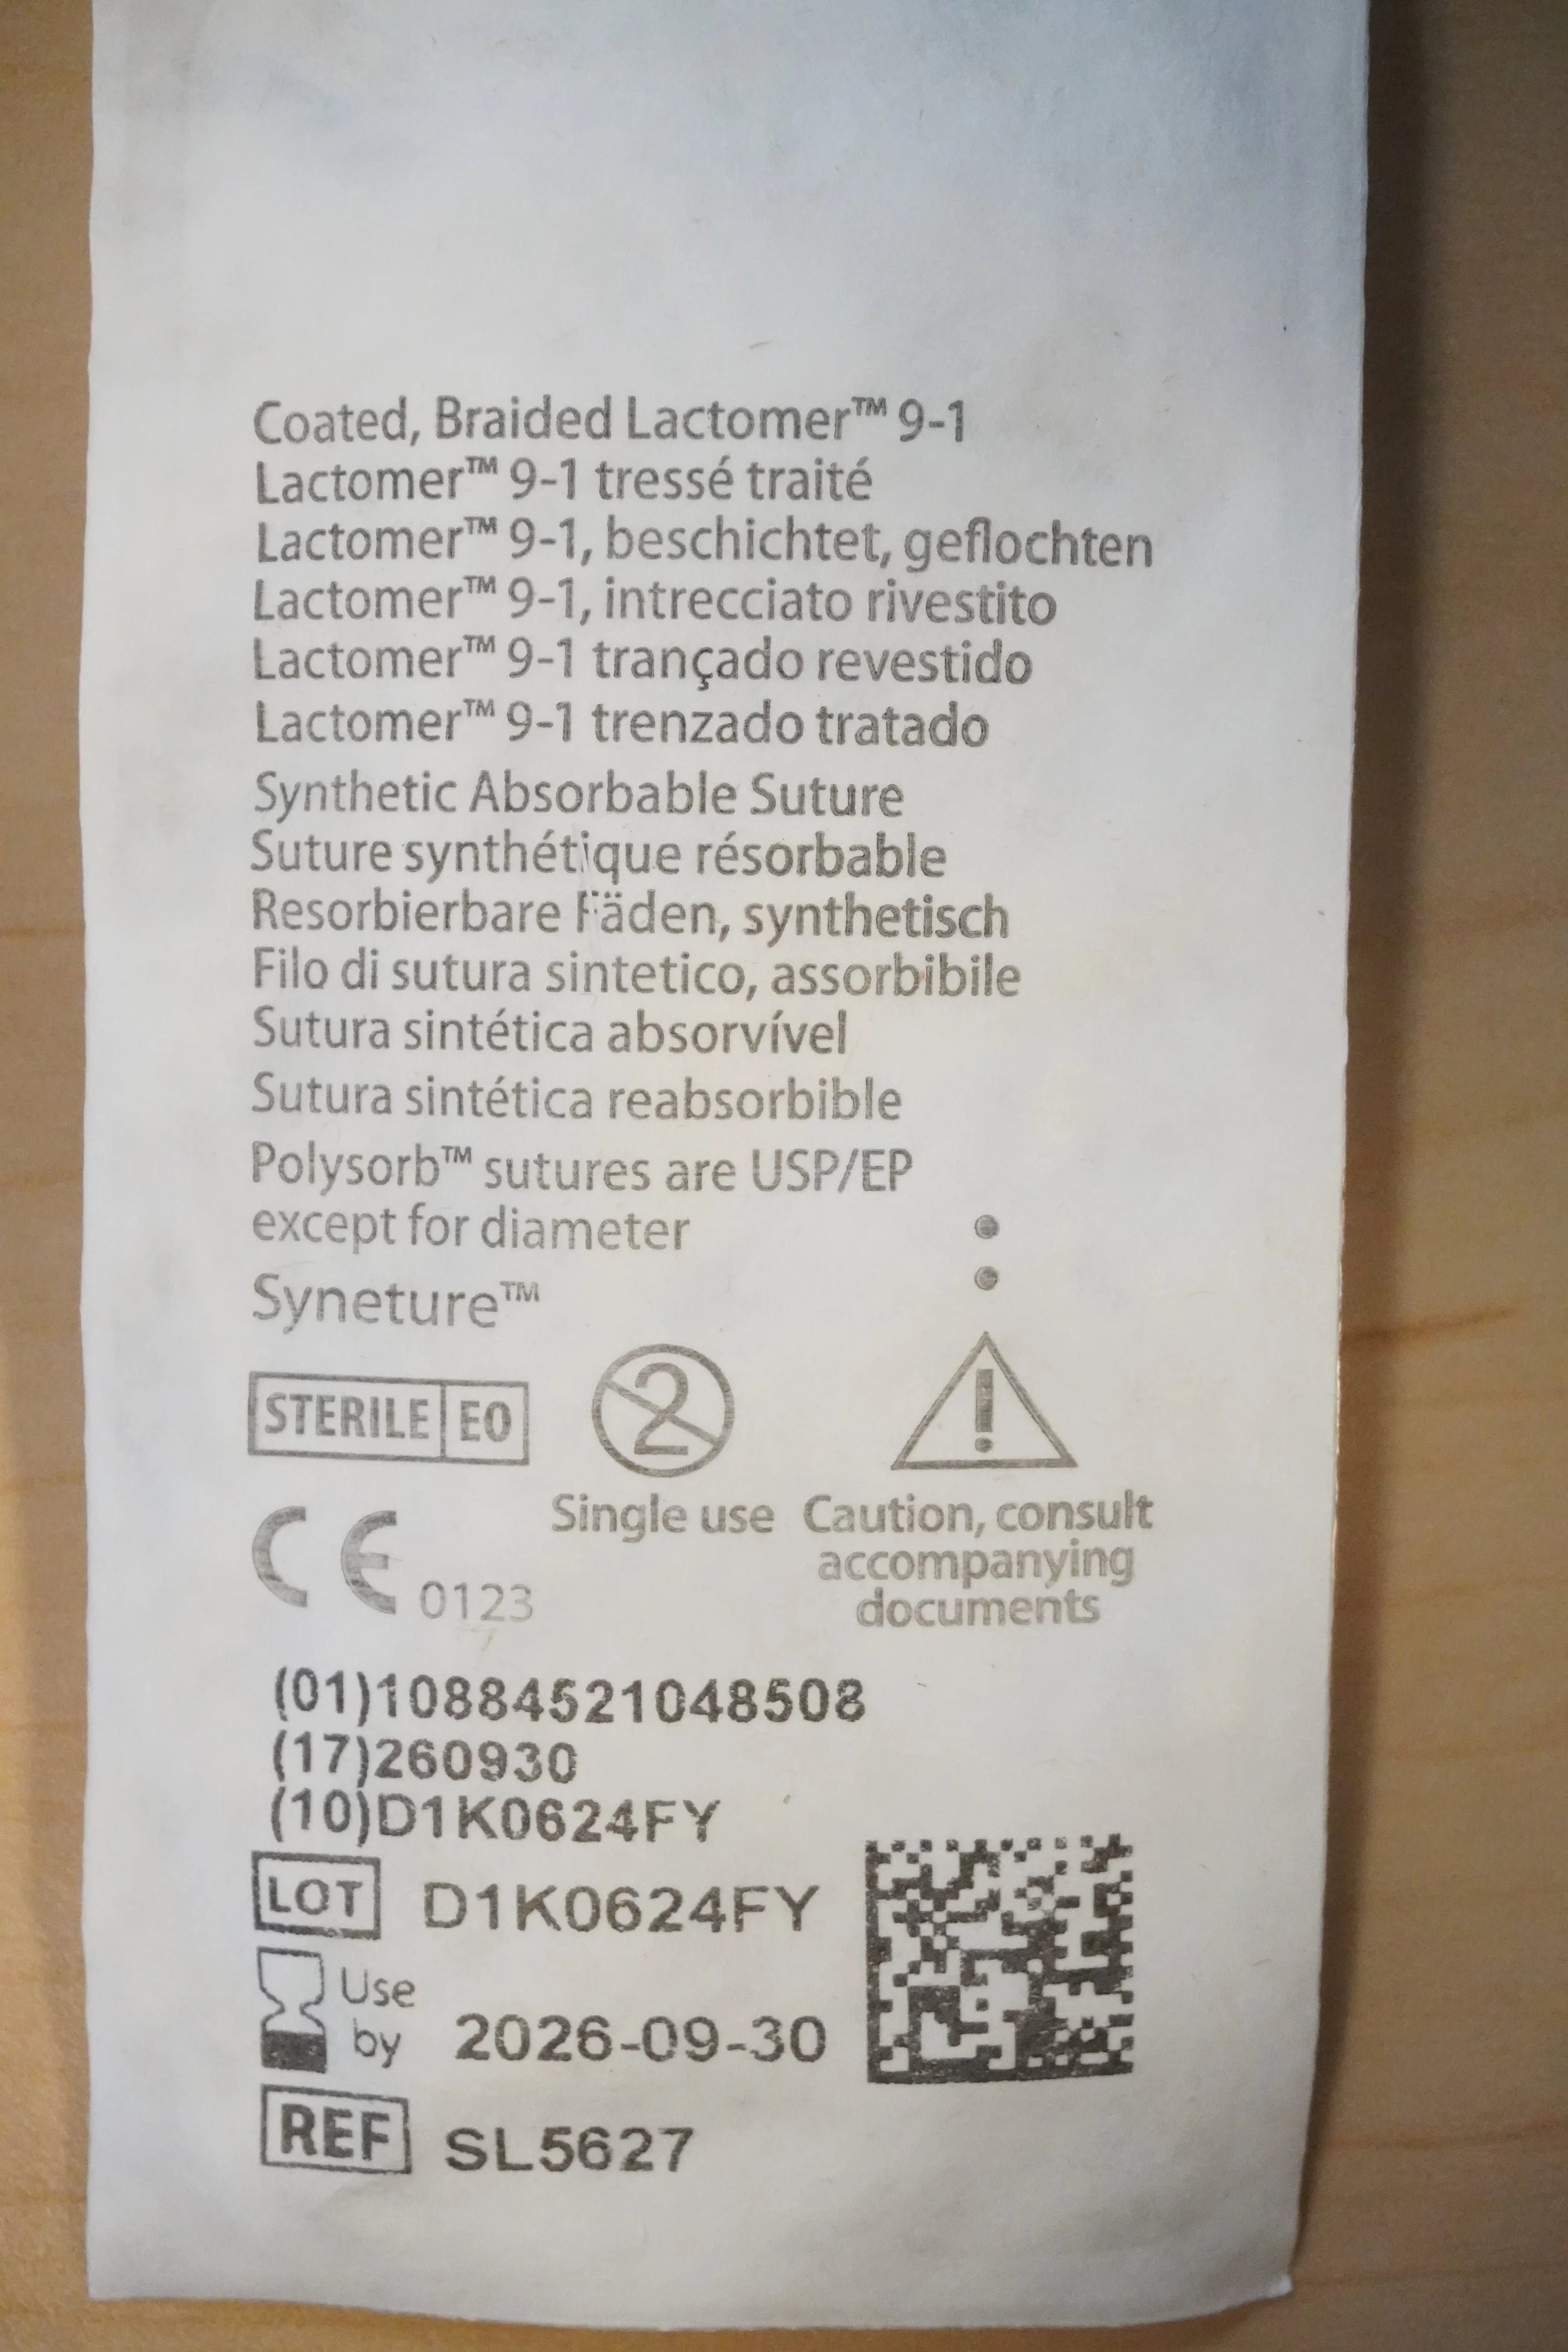 Coated, Braided Lactomer™ 9-1
Lactomer™ 9-1 tressé traité
Lactomer™ 9-1, beschichtet, geflochten
Lactomer™ 9-1, intrecciato rivestito
Lactomer™ 9-1 trançado revestido
Lactomer™ 9-1 trenzado tratado
Synthetic Absorbable Suture
Suture synthétique résorbable
Resorbierbare Fäden, synthetisch
Filo di sutura sintetico, assorbibile
Sutura sintética absorvível
Sutura sintética reabsorbible
Polysorb™ sutures are USP/EP
except for diameter
Syneture™
STERILE EO
2
!
Single use
Caution, consult
accompanying
documents
CE 0123
(01)10884521048508
(17)260930
(10)D1K0624FY
LOT D1K0624FY
Use
by 2026-09-30
REF SL5627